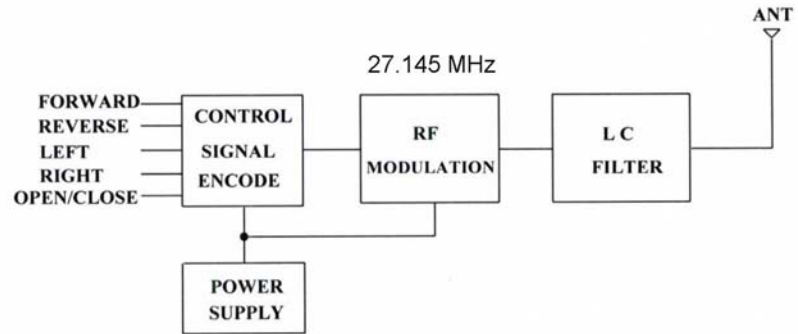 ANT
27.145 MHz
FORWARD
REVERSE
LEFT
RIGHT
OPEN/CLOSE
CONTROL
SIGNAL
ENCODE
RF
MODULATION
L C
FILTER
POWER
SUPPLY